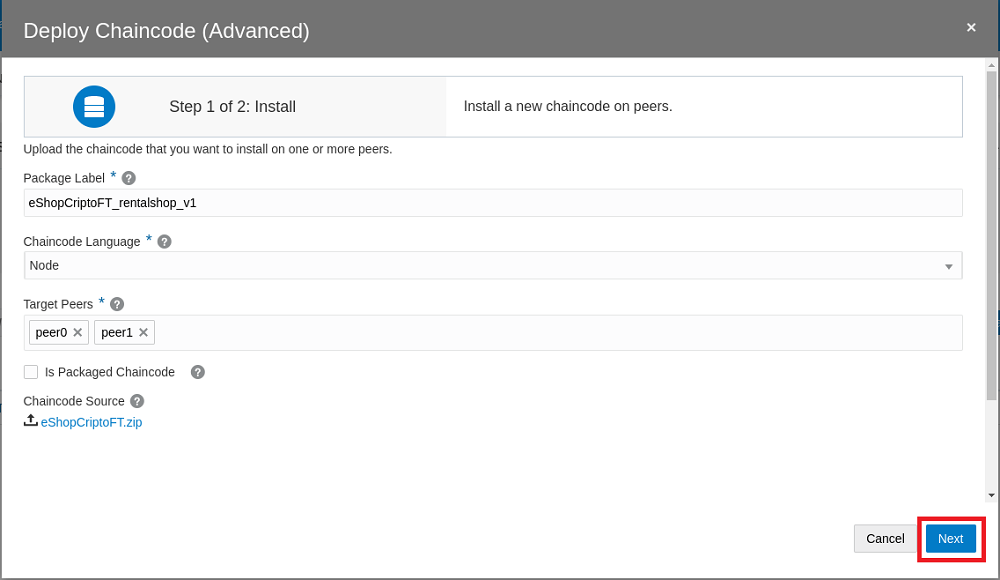 Deploy Chaincode (Advanced)
Step 1 of 2: Install
Install a new chaincode on peers.
Upload the chaincode that you want to install on one or more peers.
Package Label * ?
eShopCriptoFT_rentalshop_v1
Chaincode Language * ?
Node
Target Peers * ?
peer0 × peer1 ×
Is Packaged Chaincode ?
Chaincode Source ?
eShopCriptoFT.zip
Cancel Next